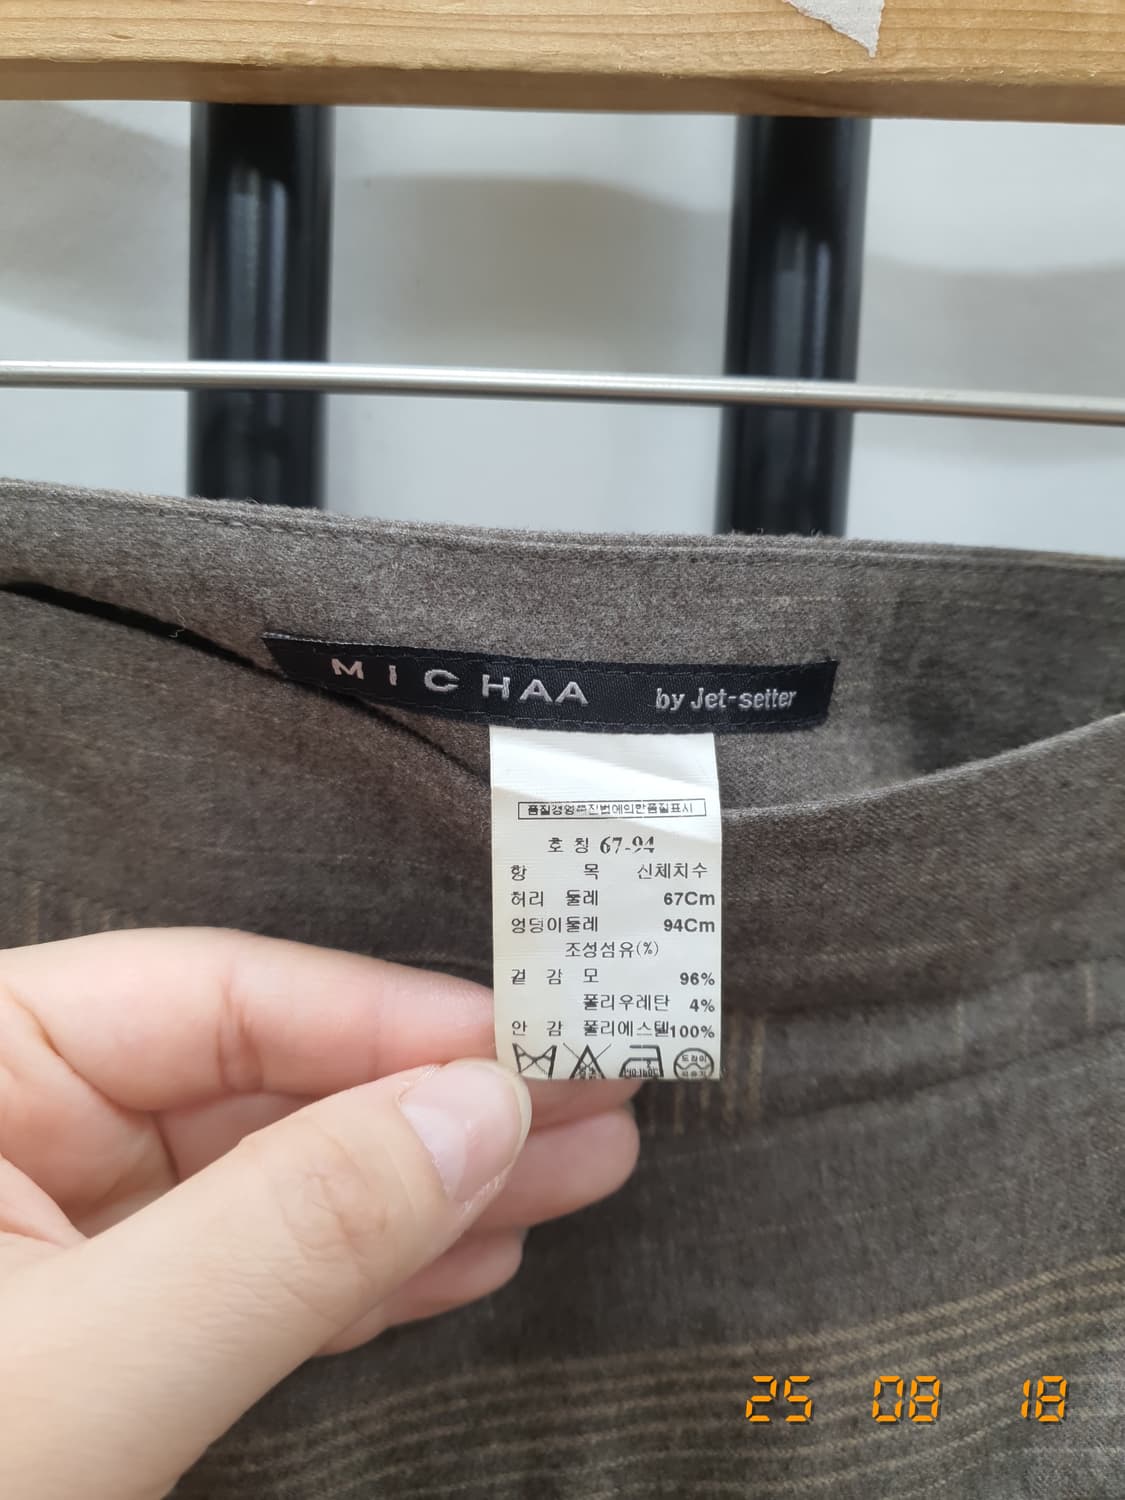 MICHAA by Jet-setter
품질경영촉진법에의한품질표시
호 칭 67-94
항 목 신체치수
허리 둘레 67Cm
엉덩이둘레 94Cm
조성섬유(%)
겉 감 모 96%
폴리우레탄 4%
안 감 폴리에스텔100%
드라이
25 08 18